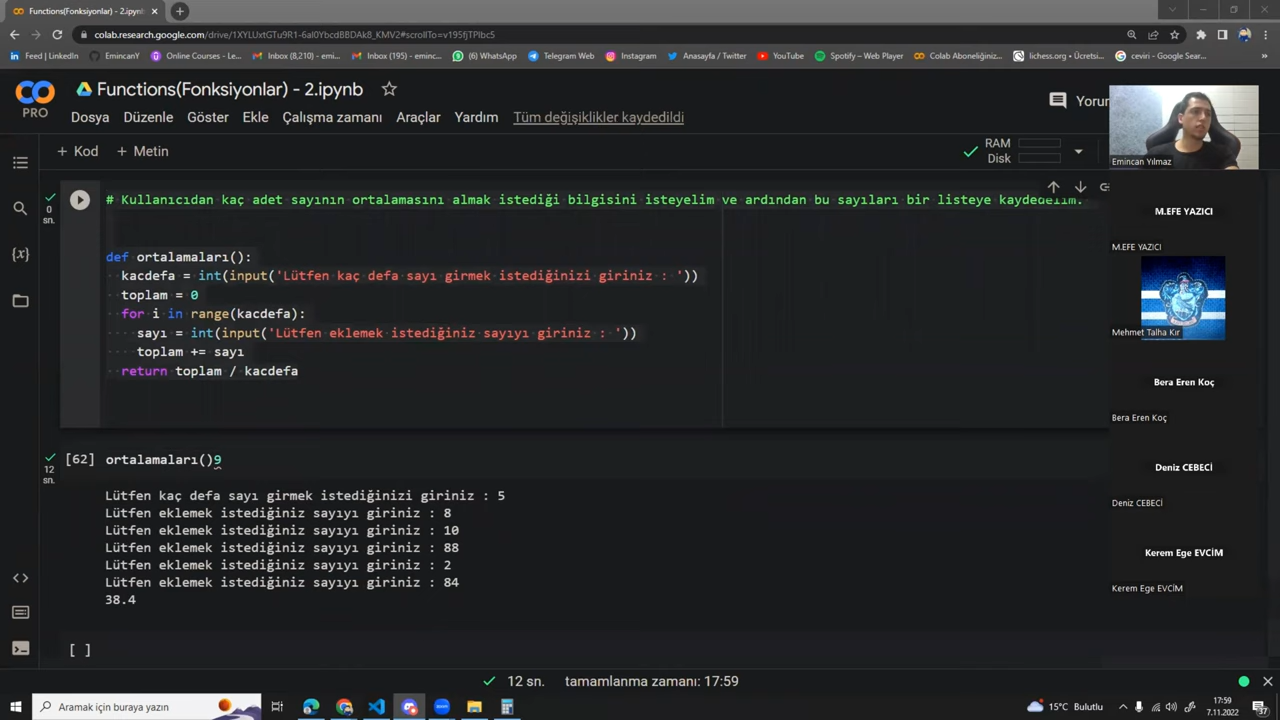 Functions(Fonksiyonlar) - 2.ipynb
colab.research.google.com/drive/1XYLUxtGTu9R1-6al0YbcdBBDAk8_KMV2#scrollTo=v195fjTPlbc5
Feed | LinkedIn
EmincanY
Online Courses - Le...
Inbox (8,210) - emi...
Inbox (195) - eminc...
WhatsApp
Telegram Web
Instagram
Anasayfa / Twitter
YouTube
Spotify – Web Player
Colab Aboneliğiniz...
lichess.org • Ücretsi...
ceviri - Google Sear...
PRO
Functions(Fonksiyonlar) - 2.ipynb
Dosya Düzenle Göster Ekle Çalışma zamanı Araçlar Yardım Tüm değişiklikler kaydedildi
Yorum
+ Kod + Metin
RAM
Disk
Emincan Yılmaz
0
sn.
# Kullanıcıdan kaç adet sayının ortalamasını almak istediği bilgisini isteyelim ve ardından bu sayıları bir listeye kaydedelim.
def ortalamaları():
kacdefa = int(input('Lütfen kaç defa sayı girmek istediğinizi giriniz : '))
toplam = 0
for i in range(kacdefa):
sayı = int(input('Lütfen eklemek istediğiniz sayıyı giriniz : '))
toplam += sayı
return toplam / kacdefa
12
sn.
[62] ortalamaları()9
Lütfen kaç defa sayı girmek istediğinizi giriniz : 5
Lütfen eklemek istediğiniz sayıyı giriniz : 8
Lütfen eklemek istediğiniz sayıyı giriniz : 10
Lütfen eklemek istediğiniz sayıyı giriniz : 88
Lütfen eklemek istediğiniz sayıyı giriniz : 2
Lütfen eklemek istediğiniz sayıyı giriniz : 84
38.4
[ ]
M.EFE YAZICI
M.EFE YAZICI
Mehmet Talha Kır
Bera Eren Koç
Bera Eren Koç
Deniz CEBECİ
Deniz CEBECİ
Kerem Ege EVCİM
Kerem Ege EVCİM
12 sn. tamamlanma zamanı: 17:59
Aramak için buraya yazın
15°C Bulutlu
17:59
7.11.2022
37